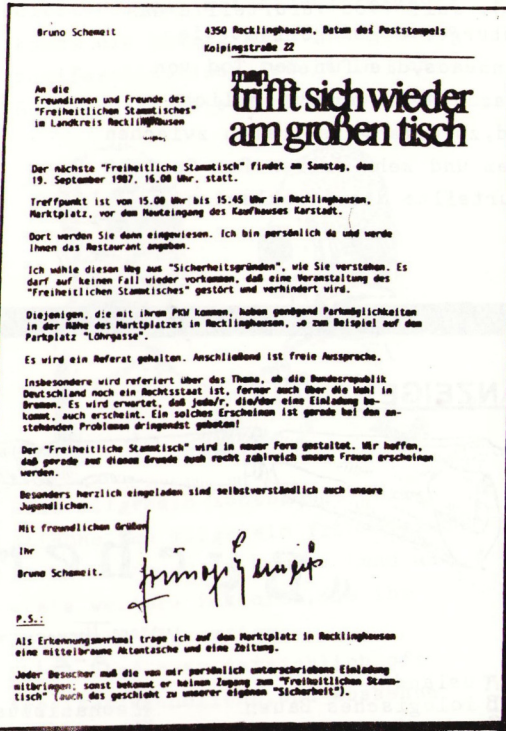 Bruno Schemeit
4350 Recklinghausen, Datum des Poststempels
Kolpingstraße 22
An die
Freundinnen und Freunde des
"Freiheitlichen Stammtisches"
im Landkreis Recklinghausen
man
trifft sich wieder
am großen tisch
Der nächste "Freiheitliche Stammtisch" findet am Samstag, dem
19. September 1987, 16.00 Uhr, statt.
Treffpunkt ist von 15.00 Uhr bis 15.45 Uhr in Recklinghausen,
Marktplatz, vor dem Haupteingang des Kaufhauses Karstadt.
Dort werden Sie dann eingewiesen. Ich bin persönlich da und werde
Ihnen das Restaurant angeben.
Ich wähle diesen Weg aus "Sicherheitsgründen", wie Sie verstehen. Es
darf auf keinen Fall wieder vorkommen, daß eine Veranstaltung des
"Freiheitlichen Stammtisches" gestört und verhindert wird.
Diejenigen, die mit ihrem PKW kommen, haben genügend Parkmöglichkeiten
in der Nähe des Marktplatzes in Recklinghausen, so zum Beispiel auf dem
Parkplatz "Löhrgasse".
Es wird ein Referat gehalten. Anschließend ist freie Aussprache.
Insbesondere wird referiert über das Thema, ob die Bundesrepublik
Deutschland noch ein Rechtsstaat ist, ferner auch über die Wahl in
Bremen. Es wird erwartet, daß jede/r, die/der eine Einladung be-
kommt, auch erscheint. Ein solches Erscheinen ist gerade bei den an-
stehenden Problemen dringendst geboten!
Der "Freiheitliche Stammtisch" wird in neuer Form gestaltet. Wir hoffen,
daß gerade aus diesem Grunde auch recht zahlreich unsere Frauen erscheinen
werden.
Besonders herzlich eingeladen sind selbstverständlich auch unsere
Jugendlichen.
Mit freundlichen Grüßen
Ihr
Bruno Schemeit.
P.S.:
Als Erkennungsmerkmal trage ich auf dem Marktplatz in Recklinghausen
eine mittelbraune Aktentasche und eine Zeitung.
Jeder Besucher muß die von mir persönlich unterschriebene Einladung
mitbringen; sonst bekommt er keinen Zugang zum "Freiheitlichen Stamm-
tisch" (auch das geschieht zu unserer eigenen "Sicherheit").